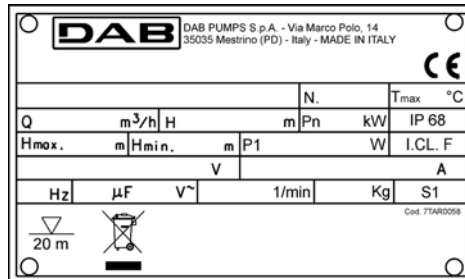 DAB
DAB PUMPS S.p.A. - Via Marco Polo, 14
35035 Mestrino (PD) - Italy - MADE IN ITALY
CE
N. Tmax °C
Q m³/h H m Pn kW IP 68
Hmax. m Hmin. m P1 W I.CL. F
V A
Hz µF V~ 1/min Kg S1
Cod. 7TAR0058
20 m